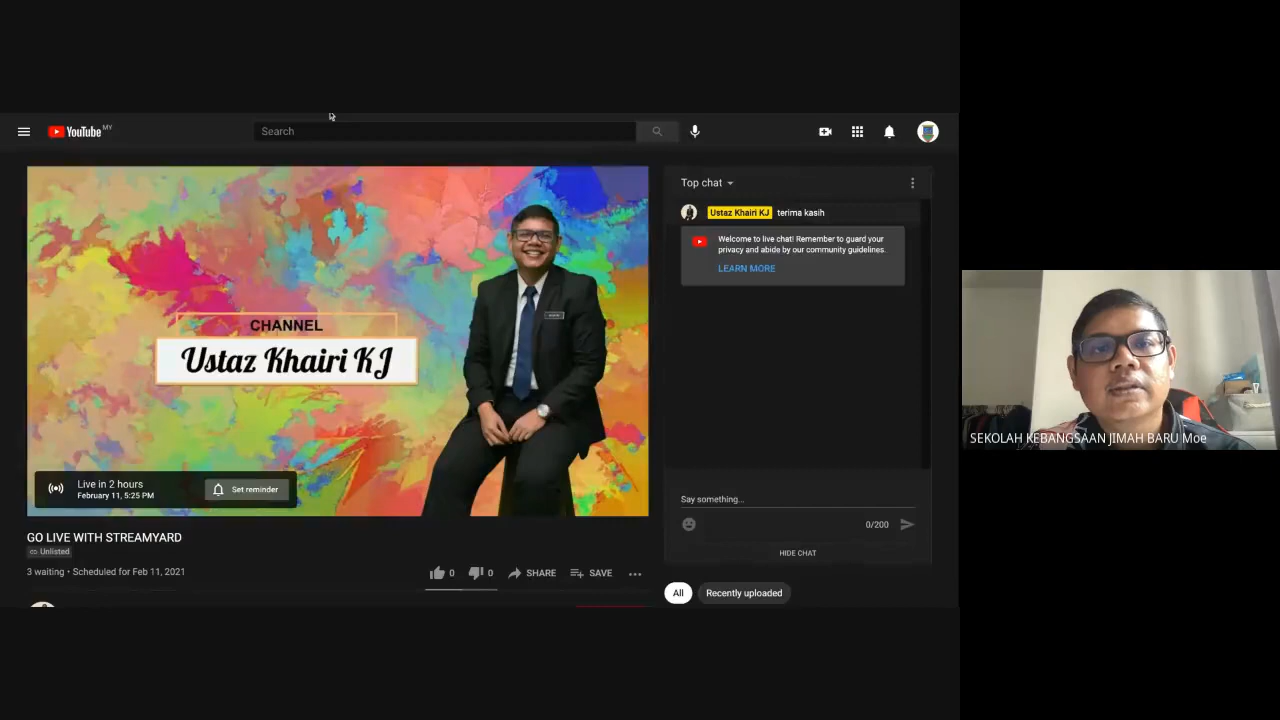 YouTube MY
Search
CHANNEL
Ustaz Khairi KJ
Live in 2 hours
February 11, 5:25 PM
Set reminder
GO LIVE WITH STREAMYARD
Unlisted
3 waiting • Scheduled for Feb 11, 2021
0
0
SHARE
SAVE
Top chat
Ustaz Khairi KJ terima kasih
Welcome to live chat! Remember to guard your
privacy and abide by our community guidelines.
LEARN MORE
Say something...
0/200
HIDE CHAT
All
Recently uploaded
SEKOLAH KEBANGSAAN JIMAH BARU Moe